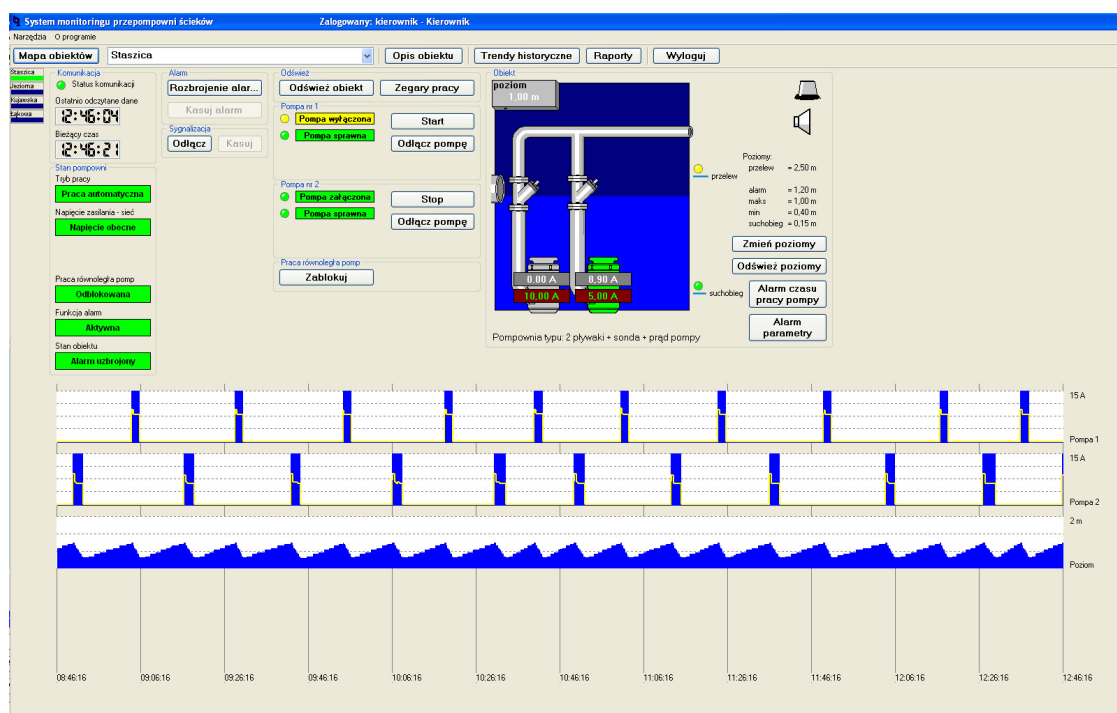 System monitoringu przepompowni ścieków Zalogowany: kierownik - Kierownik
Narzędzia O programie
Mapa obiektów Staszica Opis obiektu Trendy historyczne Raporty Wyloguj
Staszica
Jeziorna
Kujawska
Łąkowa
Komunikacja
Status komunikacji
Ostatnio odczytane dane
12:46:04
Bieżący czas
12:46:21
Stan pompowni
Tryb pracy
Praca automatyczna
Napięcie zasilania - sieć
Napięcie obecne
Praca równoległa pomp
Odblokowana
Funkcja alarm
Aktywna
Stan obiektu
Alarm uzbrojony
Alarm
Rozbrojenie alar...
Kasuj alarm
Sygnalizacja
Odłącz Kasuj
Odśwież
Odśwież obiekt Zegary pracy
Pompa nr 1
Pompa wyłączona Start
Pompa sprawna Odłącz pompę
Pompa nr 2
Pompa załączona Stop
Pompa sprawna Odłącz pompę
Praca równoległa pomp
Zablokuj
Obiekt
poziom
1,00 m
0,00 A 8,90 A
10,00 A 5,00 A
przelew
suchobieg
Poziomy:
przelew = 2,50 m
alarm = 1,20 m
maks = 1,00 m
min = 0,40 m
suchobieg = 0,15 m
Zmień poziomy
Odśwież poziomy
Alarm czasu
pracy pompy
Alarm
parametry
Pompownia typu: 2 pływaki + sonda + prąd pompy
15 A
Pompa 1
15 A
Pompa 2
2 m
Poziom
08:46:16 09:06:16 09:26:16 09:46:16 10:06:16 10:26:16 10:46:16 11:06:16 11:26:16 11:46:16 12:06:16 12:26:16 12:46:16